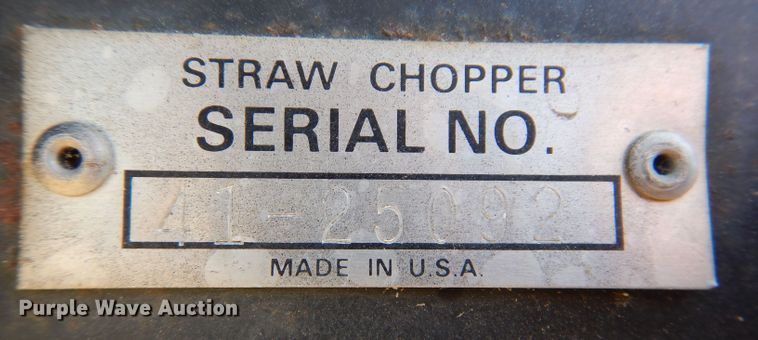 STRAW CHOPPER
SERIAL NO.
41-25092
MADE IN U.S.A.
Purple Wave Auction